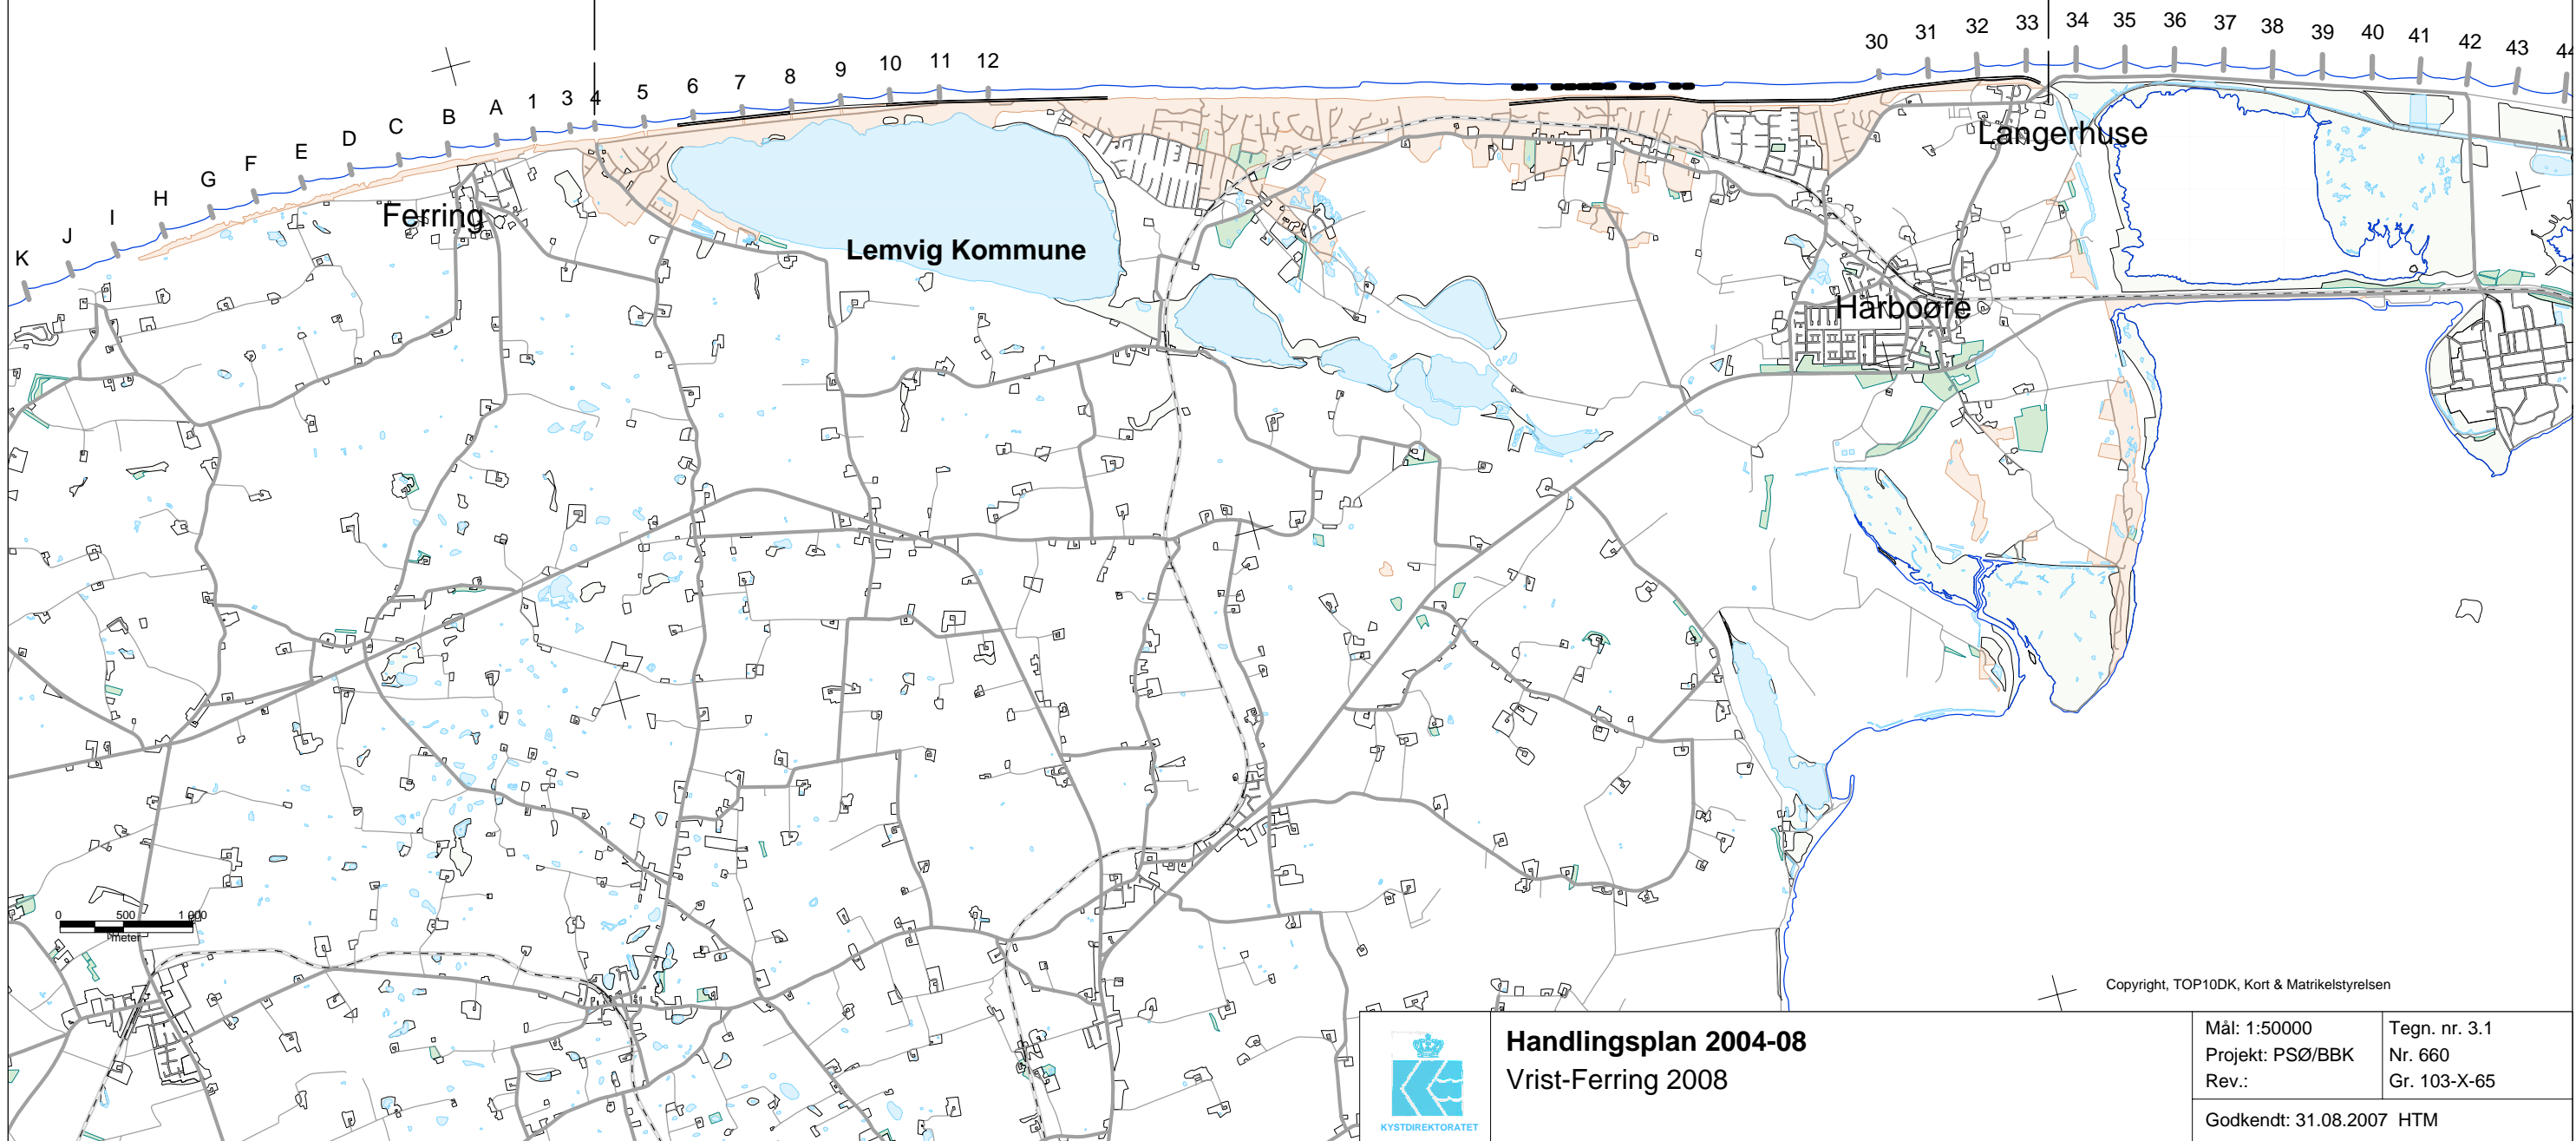 K
J
I
H
G
F
E
D
C
B
A
1
3
4
5
6
7
8
9
10
11
12
30
31
32
33
34
35
36
37
38
39
40
41
42
43
44
Langerhuse
Ferring
Lemvig Kommune
Harboøre
0 500 1 000
meter
Copyright, TOP10DK, Kort & Matrikelstyrelsen
KYSTDIREKTORATET
Handlingsplan 2004-08
Vrist-Ferring 2008
Mål: 1:50000
Projekt: PSØ/BBK
Rev.:
Tegn. nr. 3.1
Nr. 660
Gr. 103-X-65
Godkendt: 31.08.2007 HTM